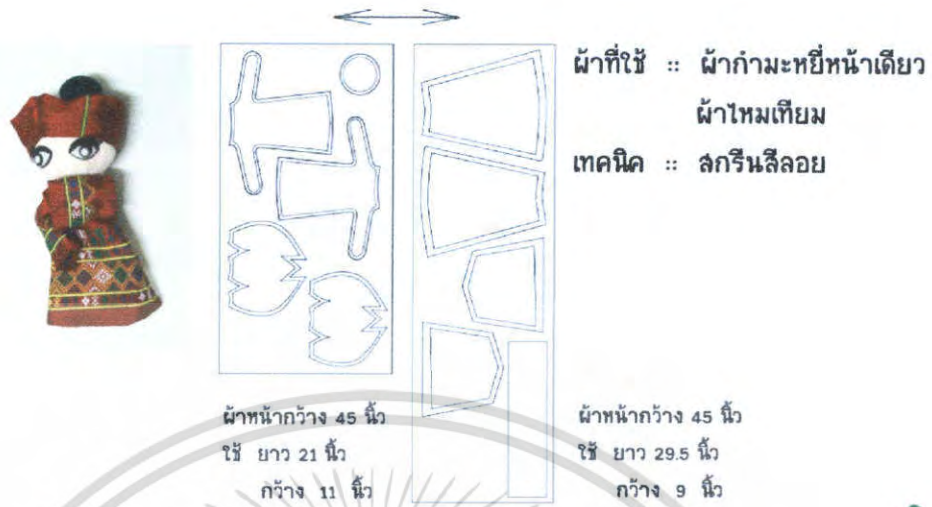 ผ้าที่ใช้ :: ผ้ากำมะหยี่หน้าเดียว
ผ้าไหมเทียม
เทคนิค :: สกรีนสีลอย
ผ้าหน้ากว้าง 45 นิ้ว
ใช้ ยาว 21 นิ้ว
กว้าง 11 นิ้ว
ผ้าหน้ากว้าง 45 นิ้ว
ใช้ ยาว 29.5 นิ้ว
กว้าง 9 นิ้ว